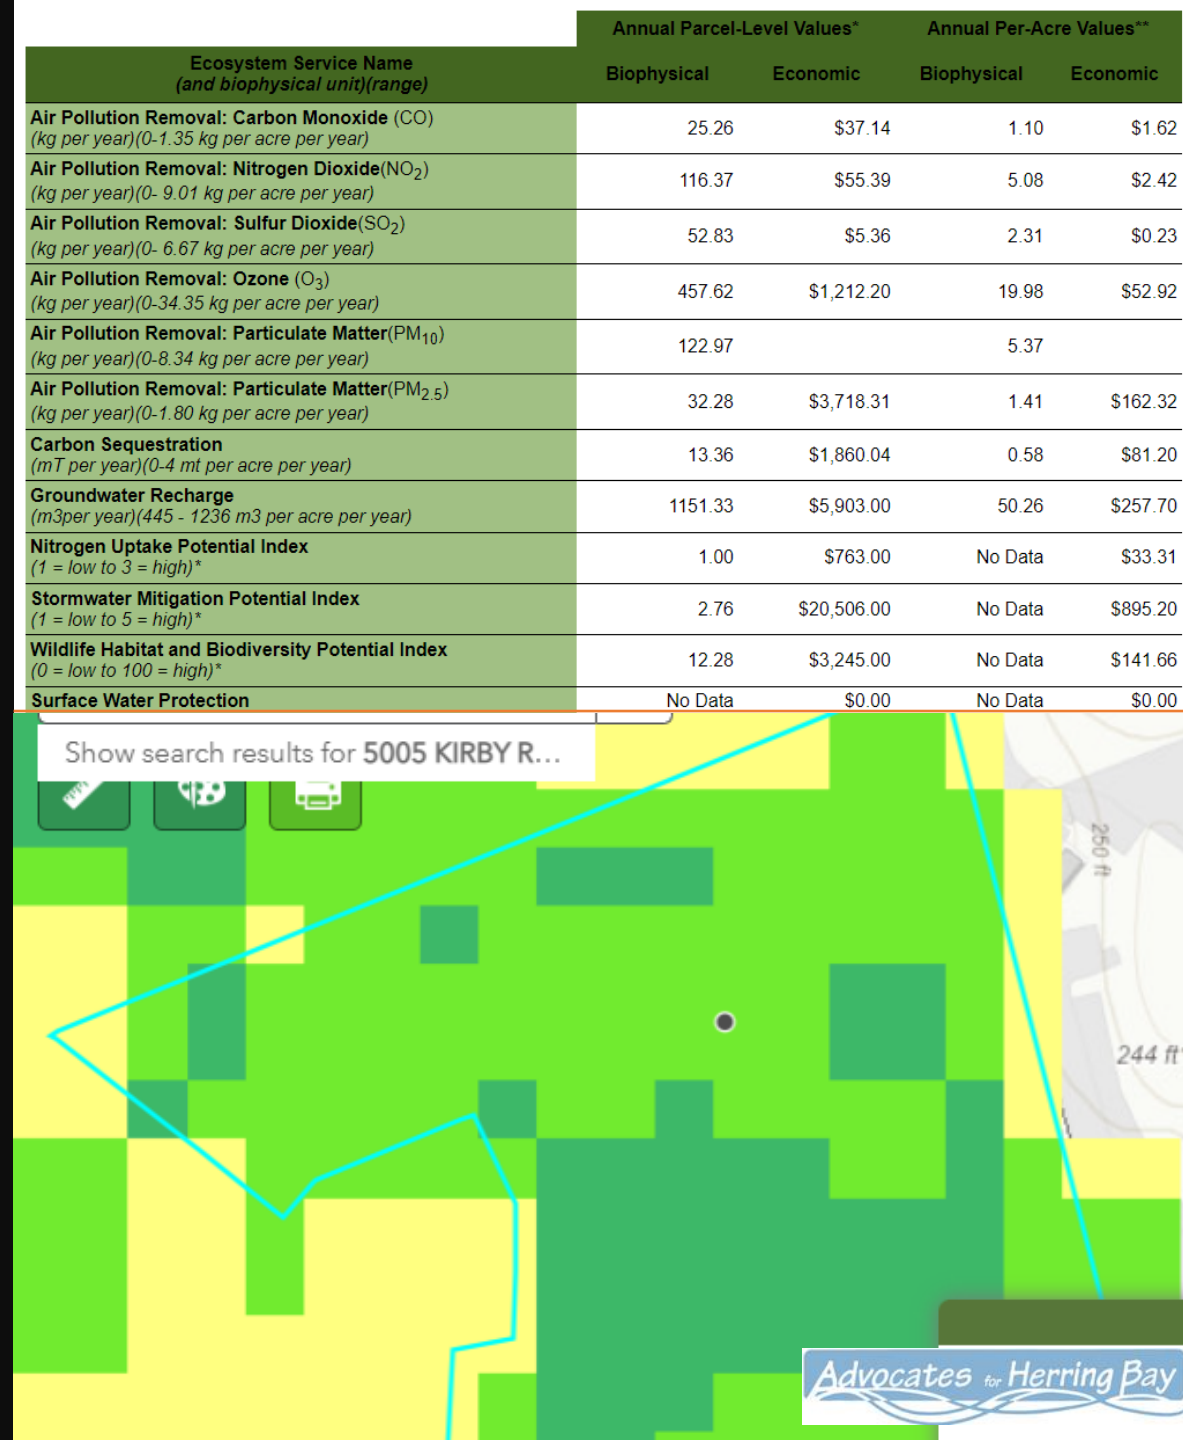 Annual Parcel-Level Values* Annual Per-Acre Values**
Ecosystem Service Name
(and biophysical unit)(range)
Biophysical Economic Biophysical Economic
Air Pollution Removal: Carbon Monoxide (CO)
(kg per year)(0-1.35 kg per acre per year)
25.26 $37.14 1.10 $1.62
Air Pollution Removal: Nitrogen Dioxide(NO2)
(kg per year)(0- 9.01 kg per acre per year)
116.37 $55.39 5.08 $2.42
Air Pollution Removal: Sulfur Dioxide(SO2)
(kg per year)(0- 6.67 kg per acre per year)
52.83 $5.36 2.31 $0.23
Air Pollution Removal: Ozone (O3)
(kg per year)(0-34.35 kg per acre per year)
457.62 $1,212.20 19.98 $52.92
Air Pollution Removal: Particulate Matter(PM10)
(kg per year)(0-8.34 kg per acre per year)
122.97 5.37
Air Pollution Removal: Particulate Matter(PM2.5)
(kg per year)(0-1.80 kg per acre per year)
32.28 $3,718.31 1.41 $162.32
Carbon Sequestration
(mT per year)(0-4 mt per acre per year)
13.36 $1,860.04 0.58 $81.20
Groundwater Recharge
(m3per year)(445 - 1236 m3 per acre per year)
1151.33 $5,903.00 50.26 $257.70
Nitrogen Uptake Potential Index
(1 = low to 3 = high)*
1.00 $763.00 No Data $33.31
Stormwater Mitigation Potential Index
(1 = low to 5 = high)*
2.76 $20,506.00 No Data $895.20
Wildlife Habitat and Biodiversity Potential Index
(0 = low to 100 = high)*
12.28 $3,245.00 No Data $141.66
Surface Water Protection No Data $0.00 No Data $0.00
Show search results for 5005 KIRBY R...
250 ft
244 ft
Advocates for Herring Bay